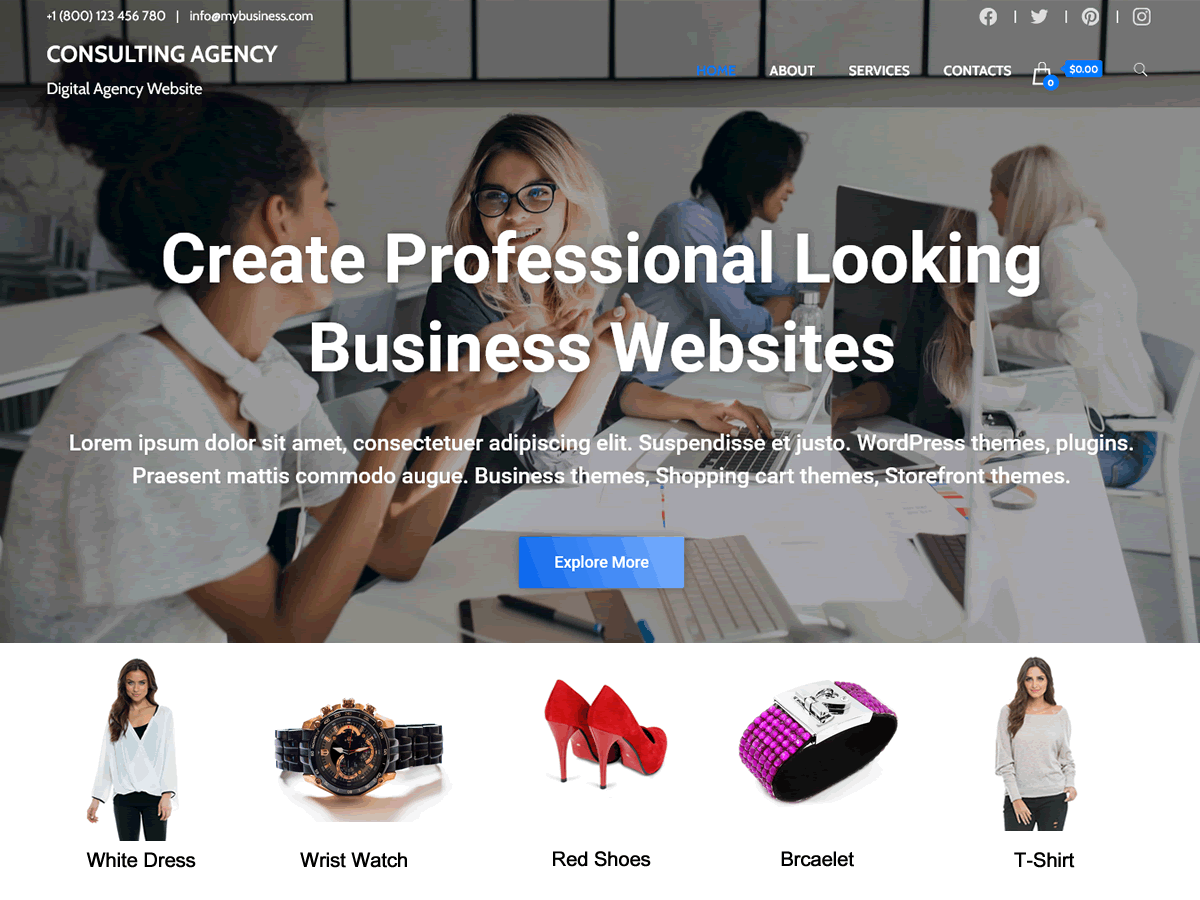 +1 (800) 123 456 780 | info@mybusiness.com | | |
CONSULTING AGENCY
Digital Agency Website
HOME ABOUT SERVICES CONTACTS 0 $0.00
Create Professional Looking
Business Websites
Lorem ipsum dolor sit amet, consectetuer adipiscing elit. Suspendisse et justo. WordPress themes, plugins.
Praesent mattis commodo augue. Business themes, Shopping cart themes, Storefront themes.
Explore More
White Dress Wrist Watch Red Shoes Brcaelet T-Shirt